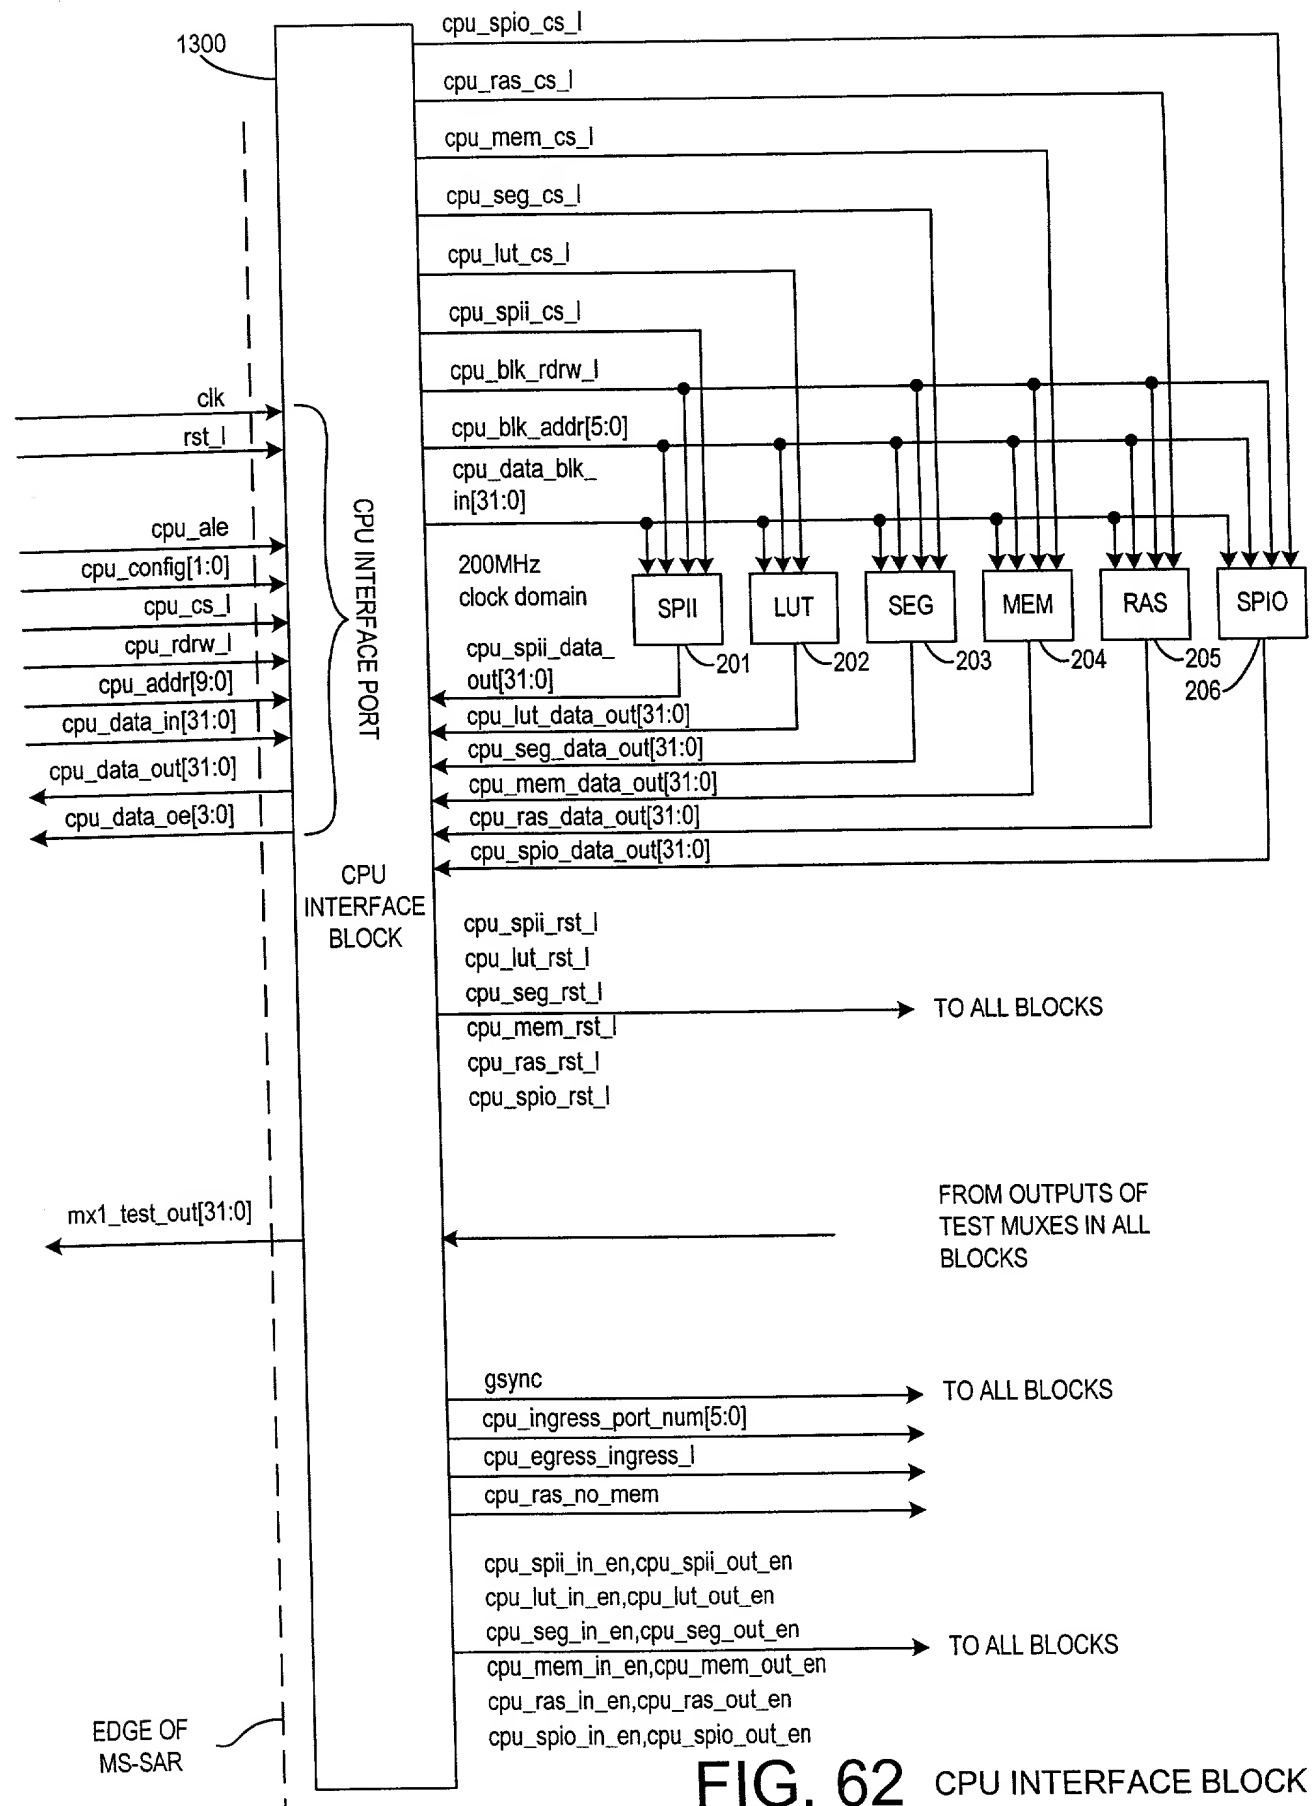 cpu_spio_cs_l
1300
cpu_ras_cs_l
cpu_mem_cs_l
cpu_seg_cs_l
cpu_lut_cs_l
cpu_spii_cs_l
cpu_blk_rdrw_l
clk
rst_l
cpu_blk_addr[5:0]
cpu_data_blk_
in[31:0]
cpu_ale
cpu_config[1:0]
cpu_cs_l
cpu_rdrw_l
cpu_addr[9:0]
cpu_data_in[31:0]
cpu_data_out[31:0]
cpu_data_oe[3:0]
CPU INTERFACE PORT
200MHz
clock domain
SPII
LUT
SEG
MEM
RAS
SPIO
201
202
203
204
205
206
cpu_spii_data_
out[31:0]
cpu_lut_data_out[31:0]
cpu_seg_data_out[31:0]
cpu_mem_data_out[31:0]
cpu_ras_data_out[31:0]
cpu_spio_data_out[31:0]
CPU
INTERFACE
BLOCK
cpu_spii_rst_l
cpu_lut_rst_l
cpu_seg_rst_l
cpu_mem_rst_l
cpu_ras_rst_l
cpu_spio_rst_l
TO ALL BLOCKS
mx1_test_out[31:0]
FROM OUTPUTS OF
TEST MUXES IN ALL
BLOCKS
gsync
TO ALL BLOCKS
cpu_ingress_port_num[5:0]
cpu_egress_ingress_l
cpu_ras_no_mem
cpu_spii_in_en,cpu_spii_out_en
cpu_lut_in_en,cpu_lut_out_en
cpu_seg_in_en,cpu_seg_out_en
cpu_mem_in_en,cpu_mem_out_en
cpu_ras_in_en,cpu_ras_out_en
cpu_spio_in_en,cpu_spio_out_en
TO ALL BLOCKS
EDGE OF
MS-SAR
FIG. 62 CPU INTERFACE BLOCK